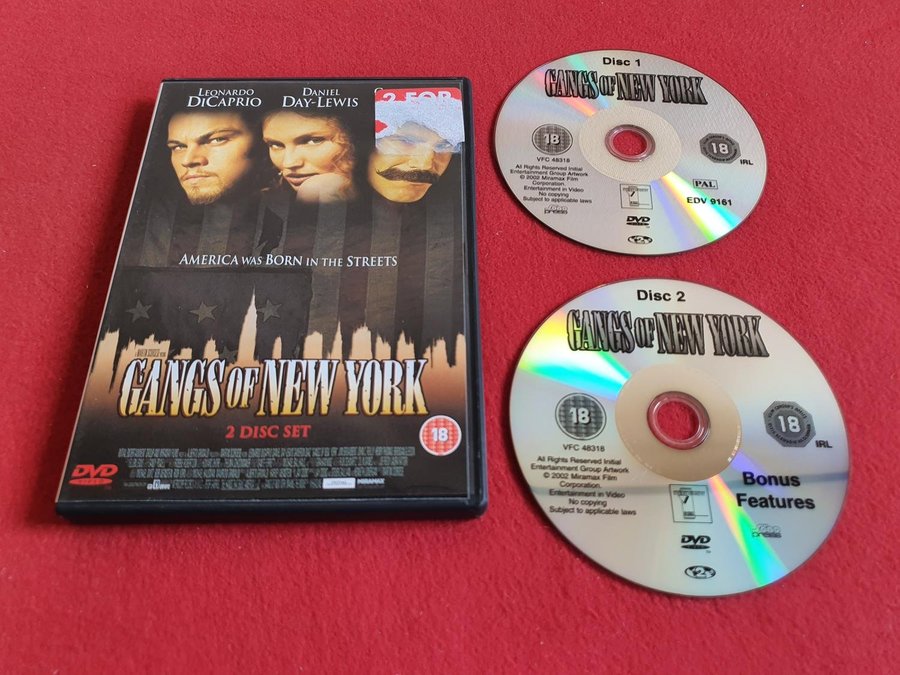 LEONARDO
DICAPRIO
DANIEL
DAY-LEWIS
2 FOR
AMERICA WAS BORN IN THE STREETS
GANGS OF NEW YORK
2 DISC SET
18
DVD
VIDEO
MIRAMAX
Disc 1
GANGS OF NEW YORK
18
VFC 48318
All Rights Reserved Initial
Entertainment Group Artwork
© 2002 Miramax Film
Corporation.
Entertainment in Video
No copying
Subject to applicable laws
18
IRL
PAL
EDV 9161
DVD
VIDEO
Disc 2
GANGS OF NEW YORK
18
VFC 48318
All Rights Reserved Initial
Entertainment Group Artwork
© 2002 Miramax Film
Corporation.
Entertainment in Video
No copying
Subject to applicable laws
18
IRL
Bonus
Features
DVD
VIDEO